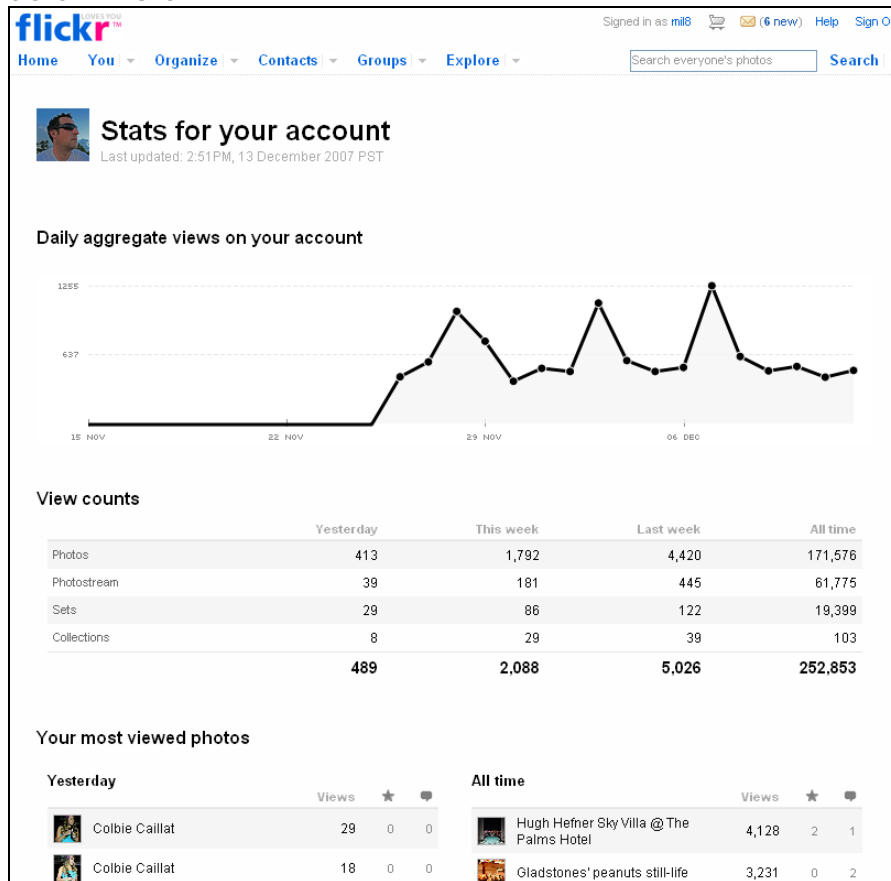 flickr LOVES YOU ™
Signed in as mil8 (6 new) Help Sign O
Home You Organize Contacts Groups Explore Search everyone's photos Search
Stats for your account
Last updated: 2:51PM, 13 December 2007 PST
Daily aggregate views on your account
1255
637
15 NOV 22 NOV 29 NOV 06 DEC
View counts
Yesterday This week Last week All time
Photos 413 1,792 4,420 171,576
Photostream 39 181 445 61,775
Sets 29 86 122 19,399
Collections 8 29 39 103
489 2,088 5,026 252,853
Your most viewed photos
Yesterday
Views
Colbie Caillat 29 0 0
Colbie Caillat 18 0 0
All time
Views
Hugh Hefner Sky Villa @ The
Palms Hotel 4,128 2 1
Gladstones' peanuts still-life 3,231 0 2